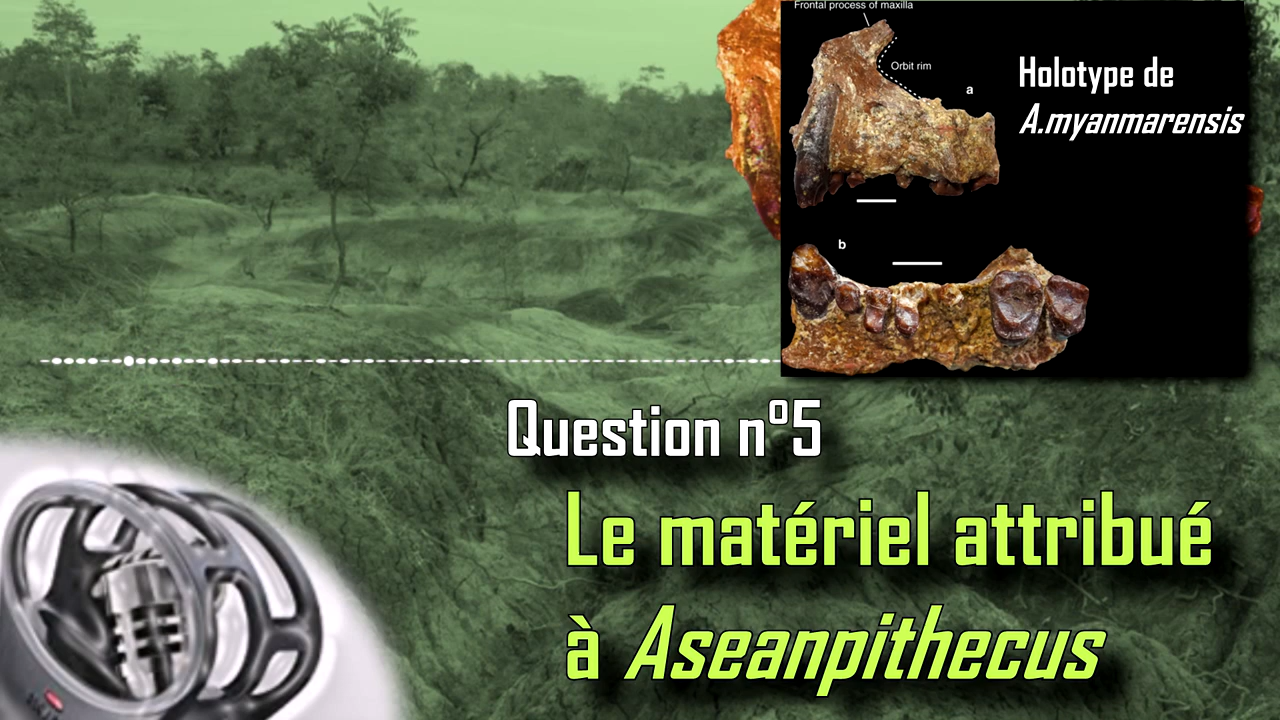 Frontal process of maxilla
Orbit rim
a
Holotype de
A.myanmarensis
b
Question n°5
Le matériel attribué
à Aseanpithecus